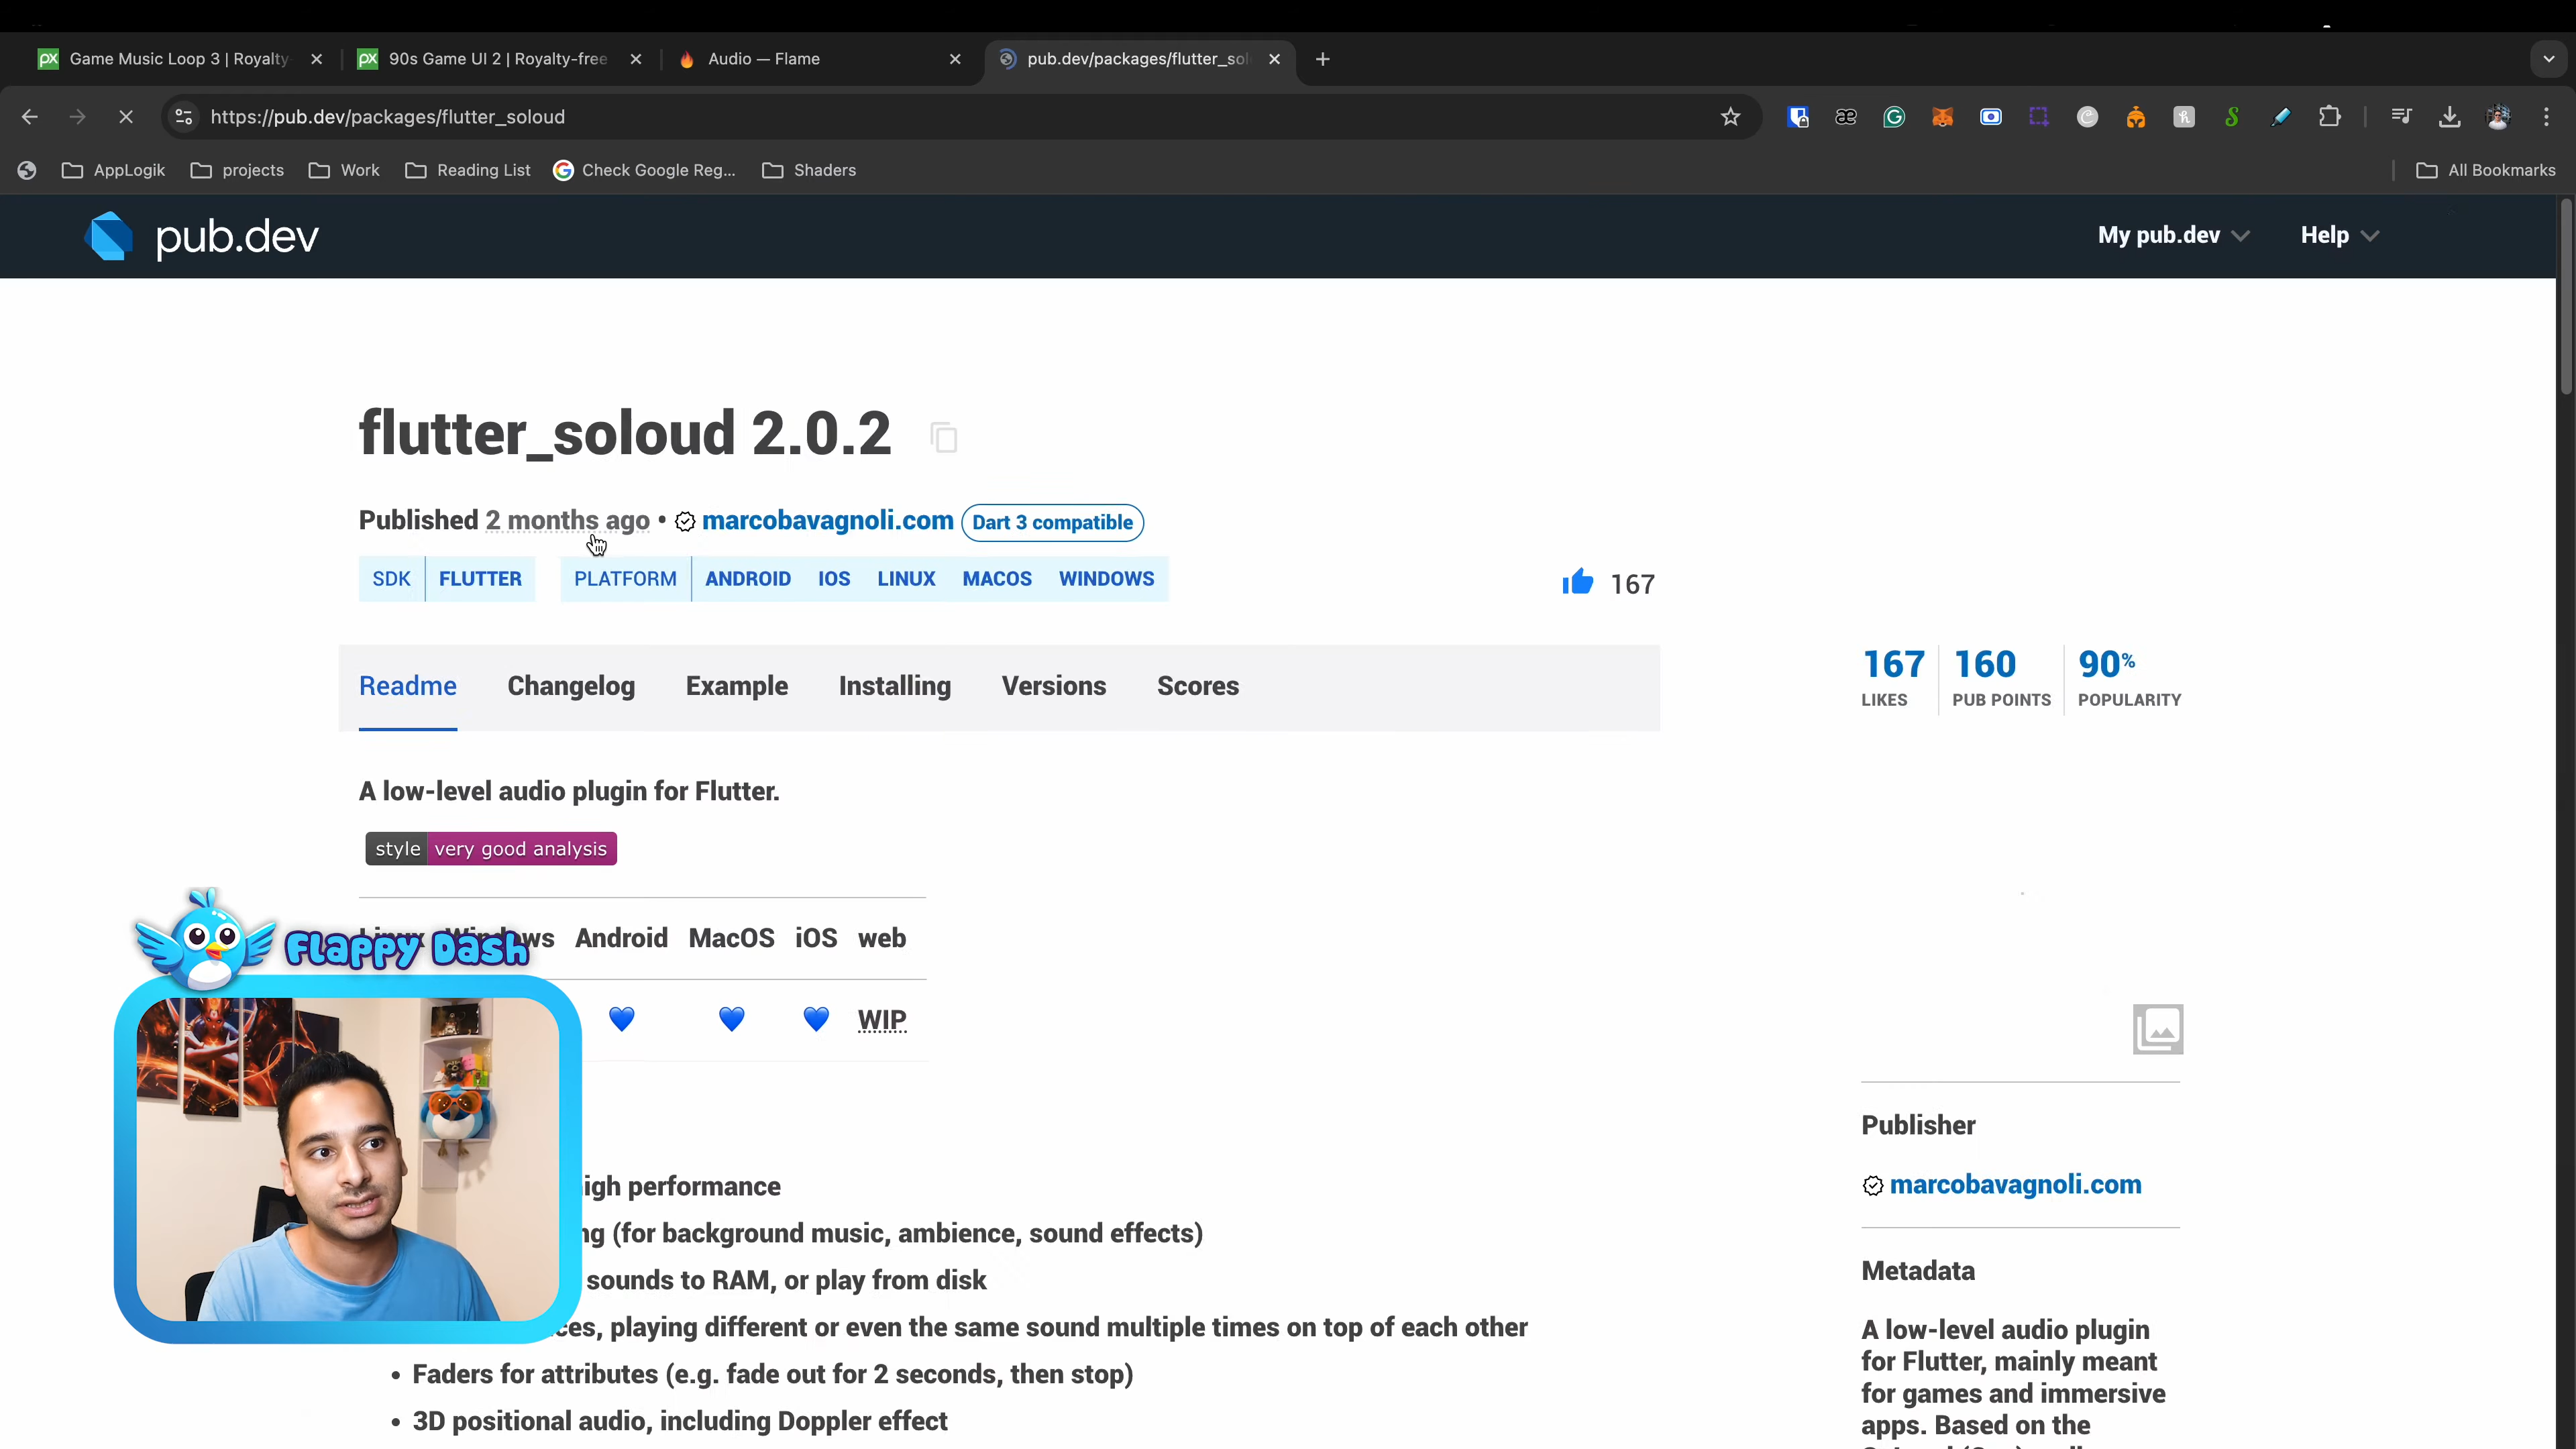 Game Music Loop 3 | Royalty
90s Game UI 2 | Royalty-free
Audio — Flame
pub.dev/packages/flutter_sol
https://pub.dev/packages/flutter_soloud
AppLogik
projects
Work
Reading List
Check Google Reg...
Shaders
All Bookmarks
pub.dev
My pub.dev
Help
flutter_soloud 2.0.2
Published 2 months ago • marcobavagnoli.com Dart 3 compatible
SDK FLUTTER PLATFORM ANDROID IOS LINUX MACOS WINDOWS
167
Readme Changelog Example Installing Versions Scores
167 LIKES
160 PUB POINTS
90% POPULARITY
A low-level audio plugin for Flutter.
style very good analysis
Android MacOS iOS web
Flappy Dash
WIP
high performance
ng (for background music, ambience, sound effects)
sounds to RAM, or play from disk
ces, playing different or even the same sound multiple times on top of each other
• Faders for attributes (e.g. fade out for 2 seconds, then stop)
• 3D positional audio, including Doppler effect
Publisher
marcobavagnoli.com
Metadata
A low-level audio plugin
for Flutter, mainly meant
for games and immersive
apps. Based on the